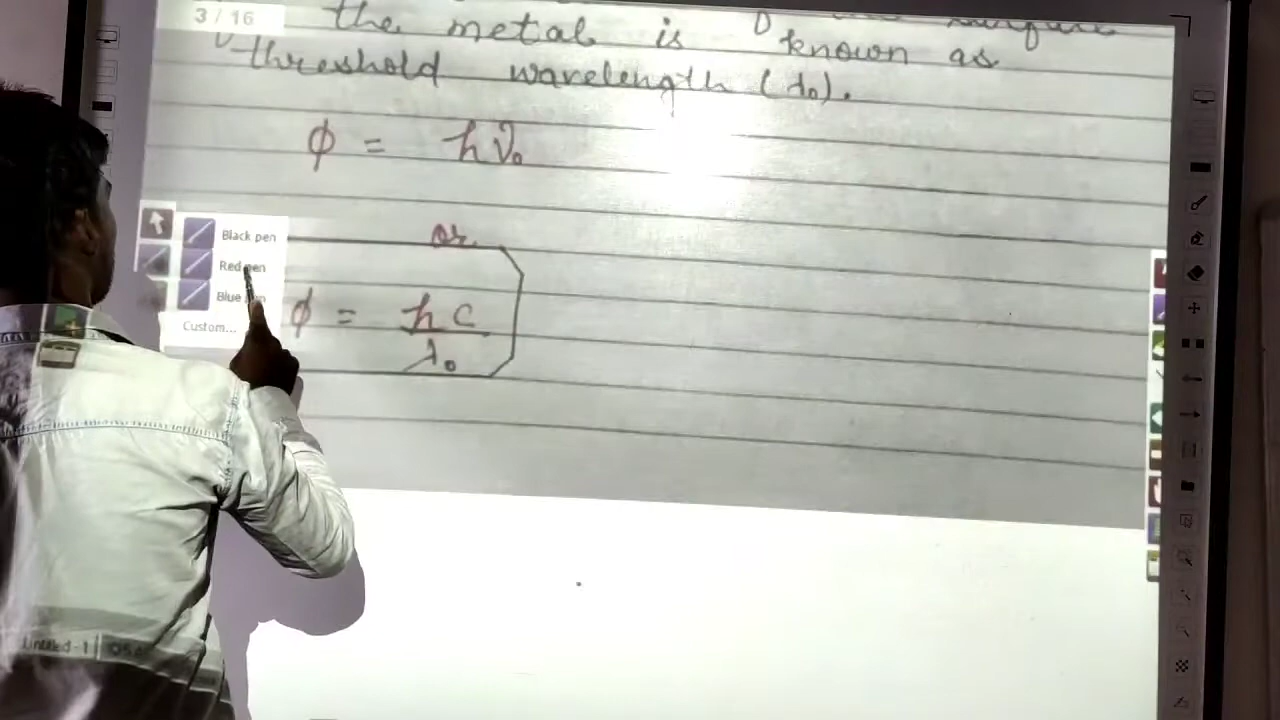 3 / 16
the metal is known as
threshold wavelength (λ₀).
ϕ = hν₀
or
ϕ = hc
λ₀
Black pen
Red pen
Blue
Custom...
Untitled - 1